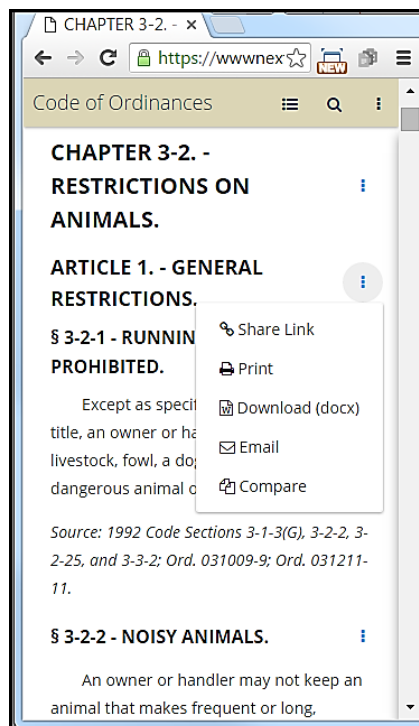 CHAPTER 3-2. -
https://wwwnex
NEW
Code of Ordinances
CHAPTER 3-2. -
RESTRICTIONS ON
ANIMALS.
ARTICLE 1. - GENERAL
RESTRICTIONS.
§ 3-2-1 - RUNNIN
PROHIBITED.
Share Link
Print
Download (docx)
Email
Compare
Except as specif
title, an owner or ha
livestock, fowl, a do
dangerous animal o
Source: 1992 Code Sections 3-1-3(G), 3-2-2, 3-
2-25, and 3-3-2; Ord. 031009-9; Ord. 031211-
11.
§ 3-2-2 - NOISY ANIMALS.
An owner or handler may not keep an
animal that makes frequent or long,